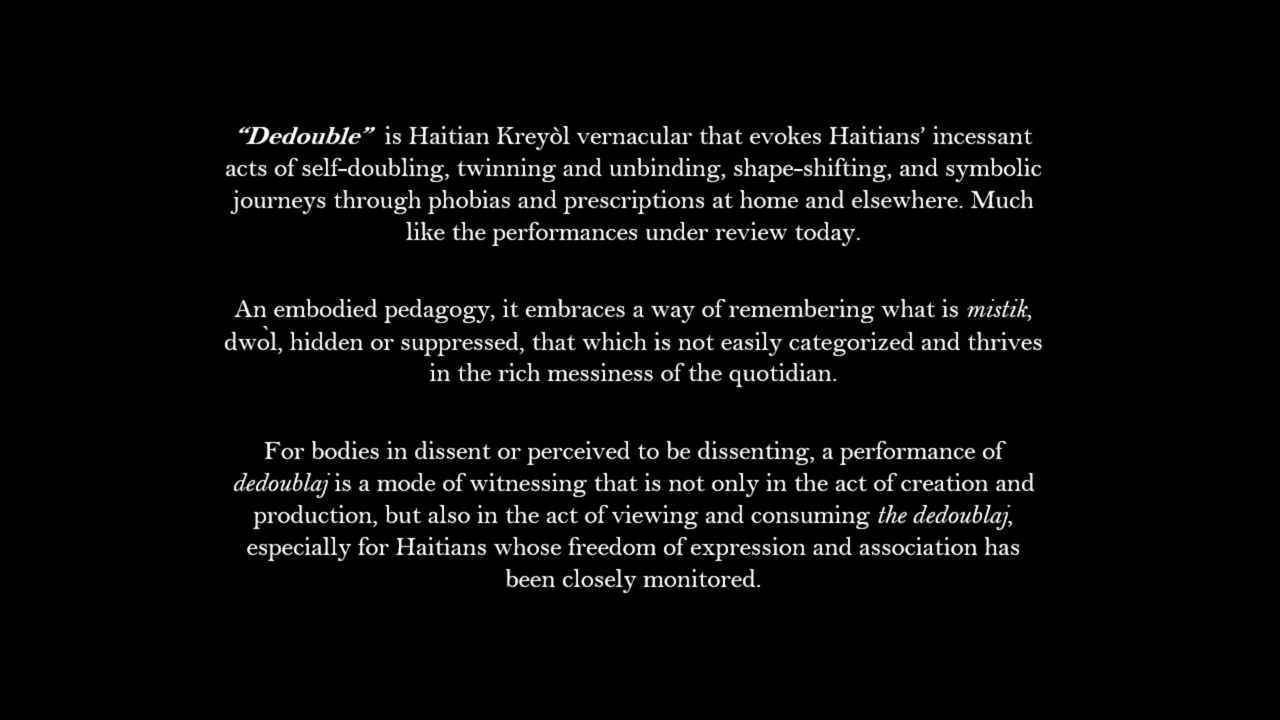 “Dedouble” is Haitian Kreyòl vernacular that evokes Haitians’ incessant
acts of self-doubling, twinning and unbinding, shape-shifting, and symbolic
journeys through phobias and prescriptions at home and elsewhere. Much
like the performances under review today.
An embodied pedagogy, it embraces a way of remembering what is mistik,
dwòl, hidden or suppressed, that which is not easily categorized and thrives
in the rich messiness of the quotidian.
For bodies in dissent or perceived to be dissenting, a performance of
dedoublaj is a mode of witnessing that is not only in the act of creation and
production, but also in the act of viewing and consuming the dedoublaj,
especially for Haitians whose freedom of expression and association has
been closely monitored.